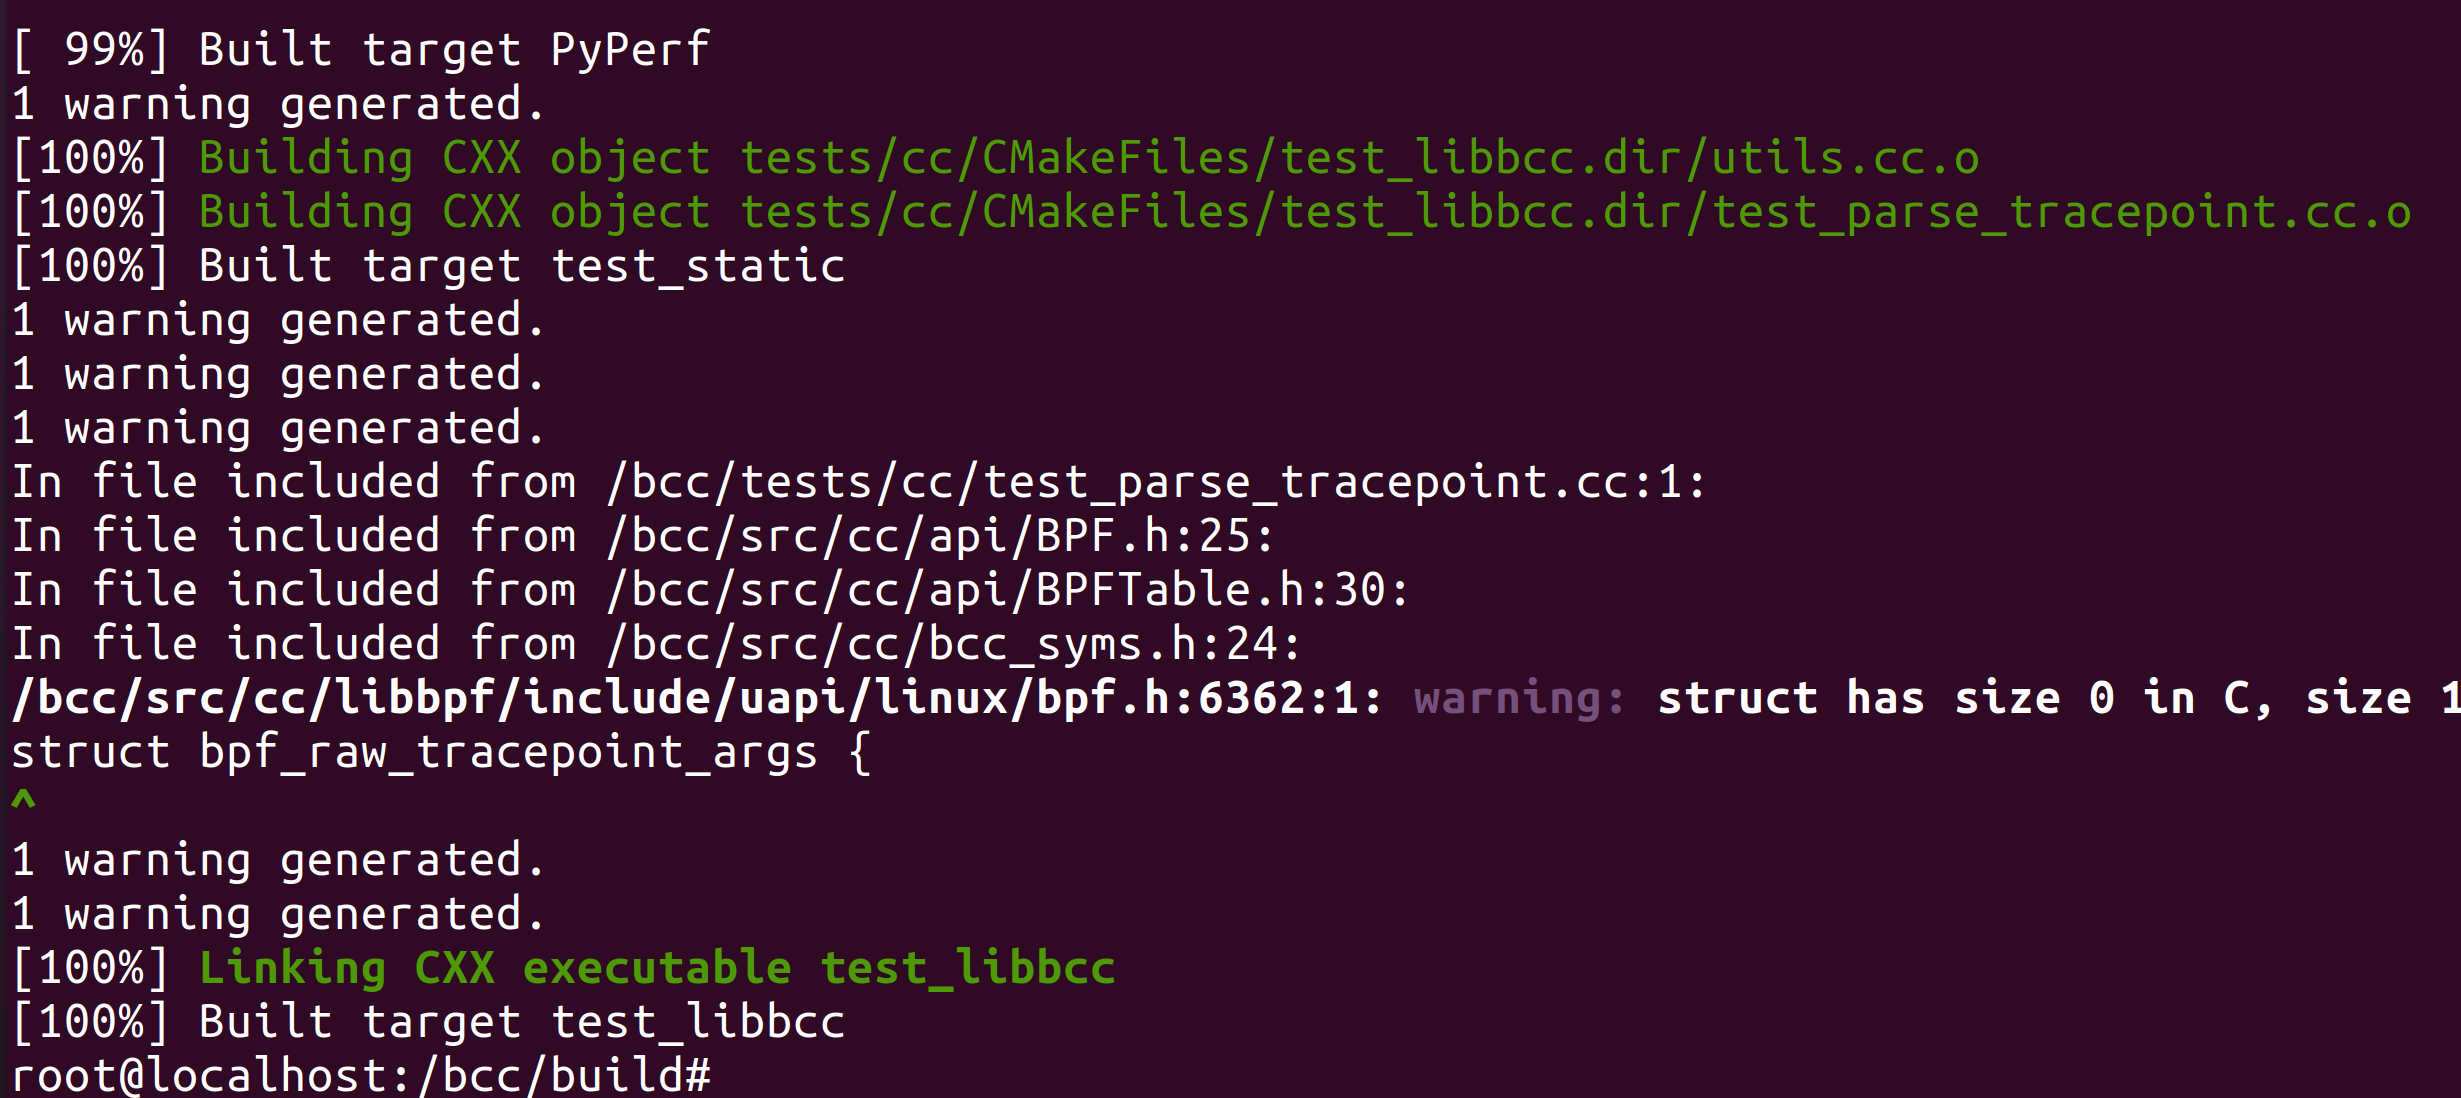 [ 99%] Built target PyPerf
1 warning generated.
[100%] Building CXX object tests/cc/CMakeFiles/test_libbcc.dir/utils.cc.o
[100%] Building CXX object tests/cc/CMakeFiles/test_libbcc.dir/test_parse_tracepoint.cc.o
[100%] Built target test_static
1 warning generated.
1 warning generated.
1 warning generated.
In file included from /bcc/tests/cc/test_parse_tracepoint.cc:1:
In file included from /bcc/src/cc/api/BPF.h:25:
In file included from /bcc/src/cc/api/BPFTable.h:30:
In file included from /bcc/src/cc/bcc_syms.h:24:
/bcc/src/cc/libbpf/include/uapi/linux/bpf.h:6362:1: warning: struct has size 0 in C, size 1
struct bpf_raw_tracepoint_args {
^
1 warning generated.
1 warning generated.
[100%] Linking CXX executable test_libbcc
[100%] Built target test_libbcc
root@localhost:/bcc/build#